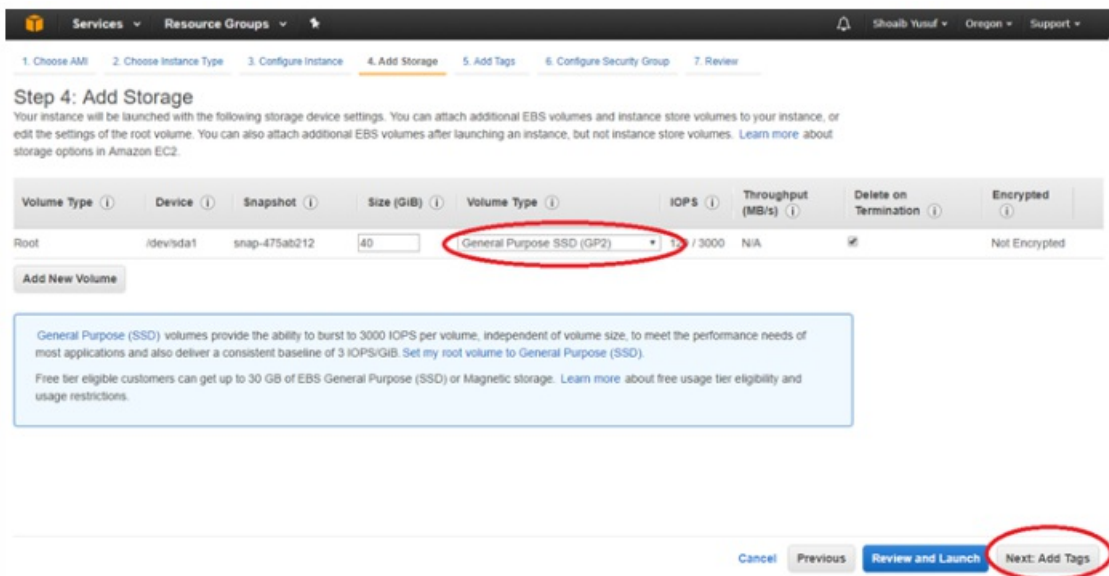 Services Resource Groups Shoaib Yusuf Oregon Support
1. Choose AMI 2. Choose Instance Type 3. Configure Instance 4. Add Storage 5. Add Tags 6. Configure Security Group 7. Review
Step 4: Add Storage
Your instance will be launched with the following storage device settings. You can attach additional EBS volumes and instance store volumes to your instance, or
edit the settings of the root volume. You can also attach additional EBS volumes after launching an instance, but not instance store volumes. Learn more about
storage options in Amazon EC2.
Volume Type Device Snapshot Size (GiB) Volume Type IOPS Throughput (MB/s) Delete on Termination Encrypted
Root /dev/sda1 snap-475ab212 40 General Purpose SSD (GP2) 120 / 3000 N/A Not Encrypted
Add New Volume
General Purpose (SSD) volumes provide the ability to burst to 3000 IOPS per volume, independent of volume size, to meet the performance needs of
most applications and also deliver a consistent baseline of 3 IOPS/GiB. Set my root volume to General Purpose (SSD).
Free tier eligible customers can get up to 30 GB of EBS General Purpose (SSD) or Magnetic storage. Learn more about free usage tier eligibility and
usage restrictions.
Cancel Previous Review and Launch Next: Add Tags